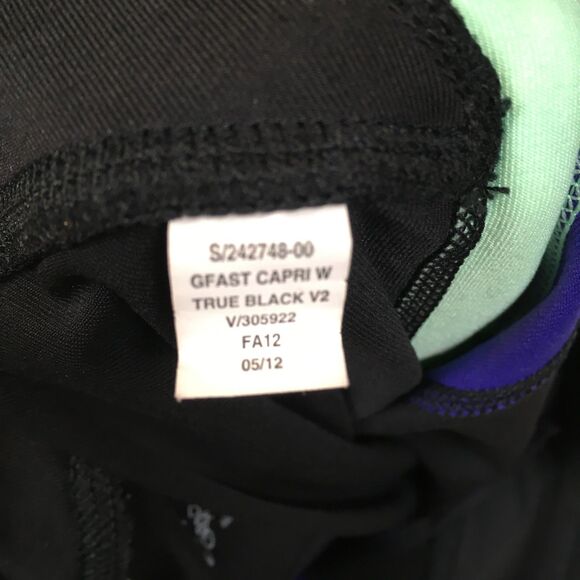 S/242748-00
GFAST CAPRI W
TRUE BLACK V2
V/305922
FA12
05/12